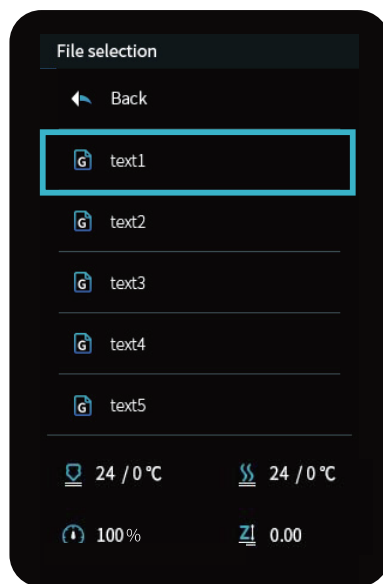 File selection
Back
G text1
G text2
G text3
G text4
G text5
24 / 0 ℃ 24 / 0 ℃
100% Z 0.00